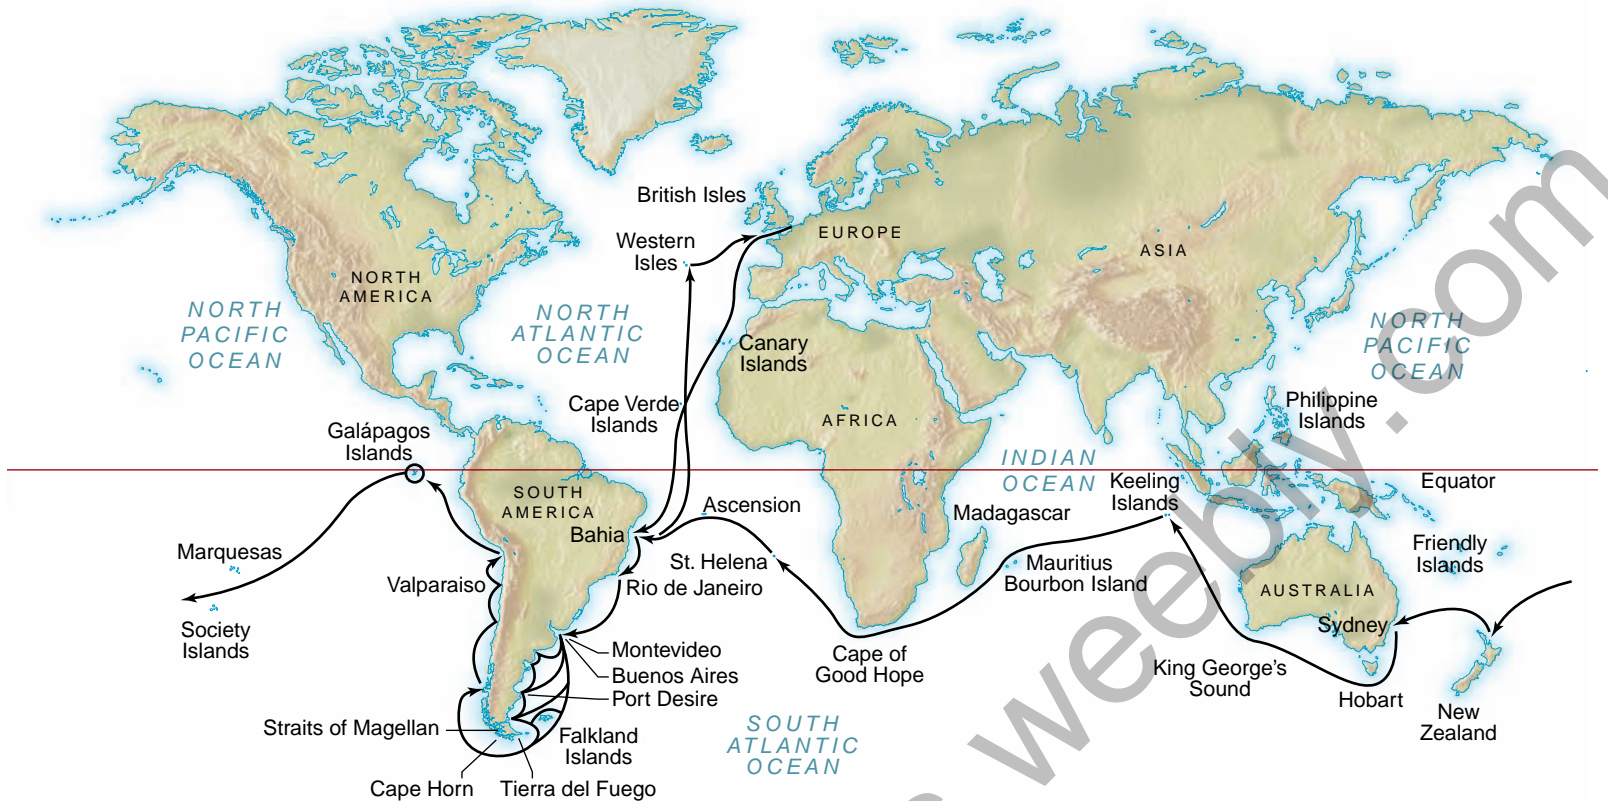 British Isles
Western
Isles
EUROPE
ASIA
NORTH
AMERICA
NORTH
PACIFIC
OCEAN
NORTH
ATLANTIC
OCEAN
NORTH
PACIFIC
OCEAN
Canary
Islands
Cape Verde
Islands
AFRICA
Philippine
Islands
Galápagos
Islands
INDIAN
OCEAN
Keeling
Islands
Equator
SOUTH
AMERICA
Bahia
Ascension
Madagascar
Marquesas
Valparaiso
St. Helena
Rio de Janeiro
Mauritius
Bourbon Island
Friendly
Islands
AUSTRALIA
Sydney
Society
Islands
Montevideo
Buenos Aires
Port Desire
Cape of
Good Hope
King George's
Sound
Hobart
New
Zealand
Straits of Magellan
Falkland
Islands
SOUTH
ATLANTIC
OCEAN
Cape Horn
Tierra del Fuego
weebly.com